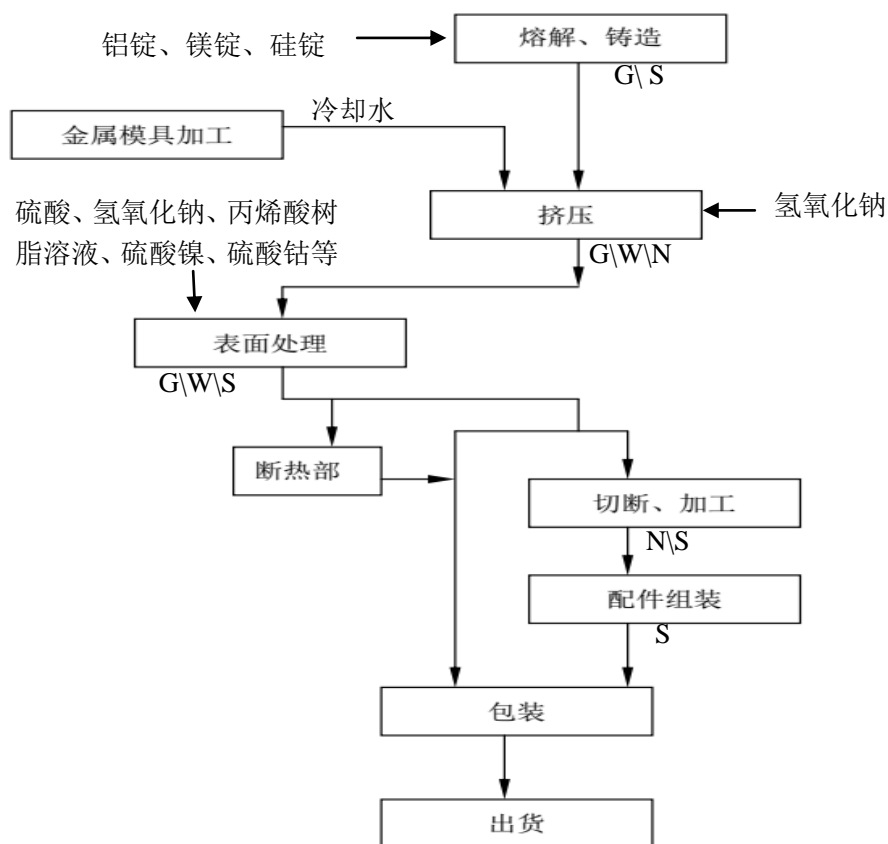 铝锭、镁锭、硅锭
熔解、铸造
G\ S
冷却水
金属模具加工
硫酸、氢氧化钠、丙烯酸树
脂溶液、硫酸镍、硫酸钴等
挤压
氢氧化钠
G\W\N
表面处理
G\W\S
断热部
切断、加工
N\S
配件组装
S
包装
出货